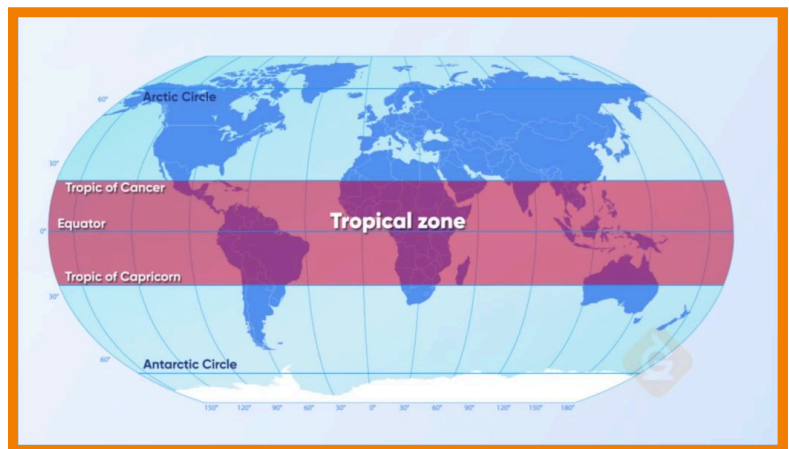 60°
Arctic Circle
30°
Tropic of Cancer
Equator
Tropical zone
0°
Tropic of Capricorn
30°
60°
Antarctic Circle
150° 120° 90° 60° 30° 0° 30° 60° 90° 120° 150° 180°